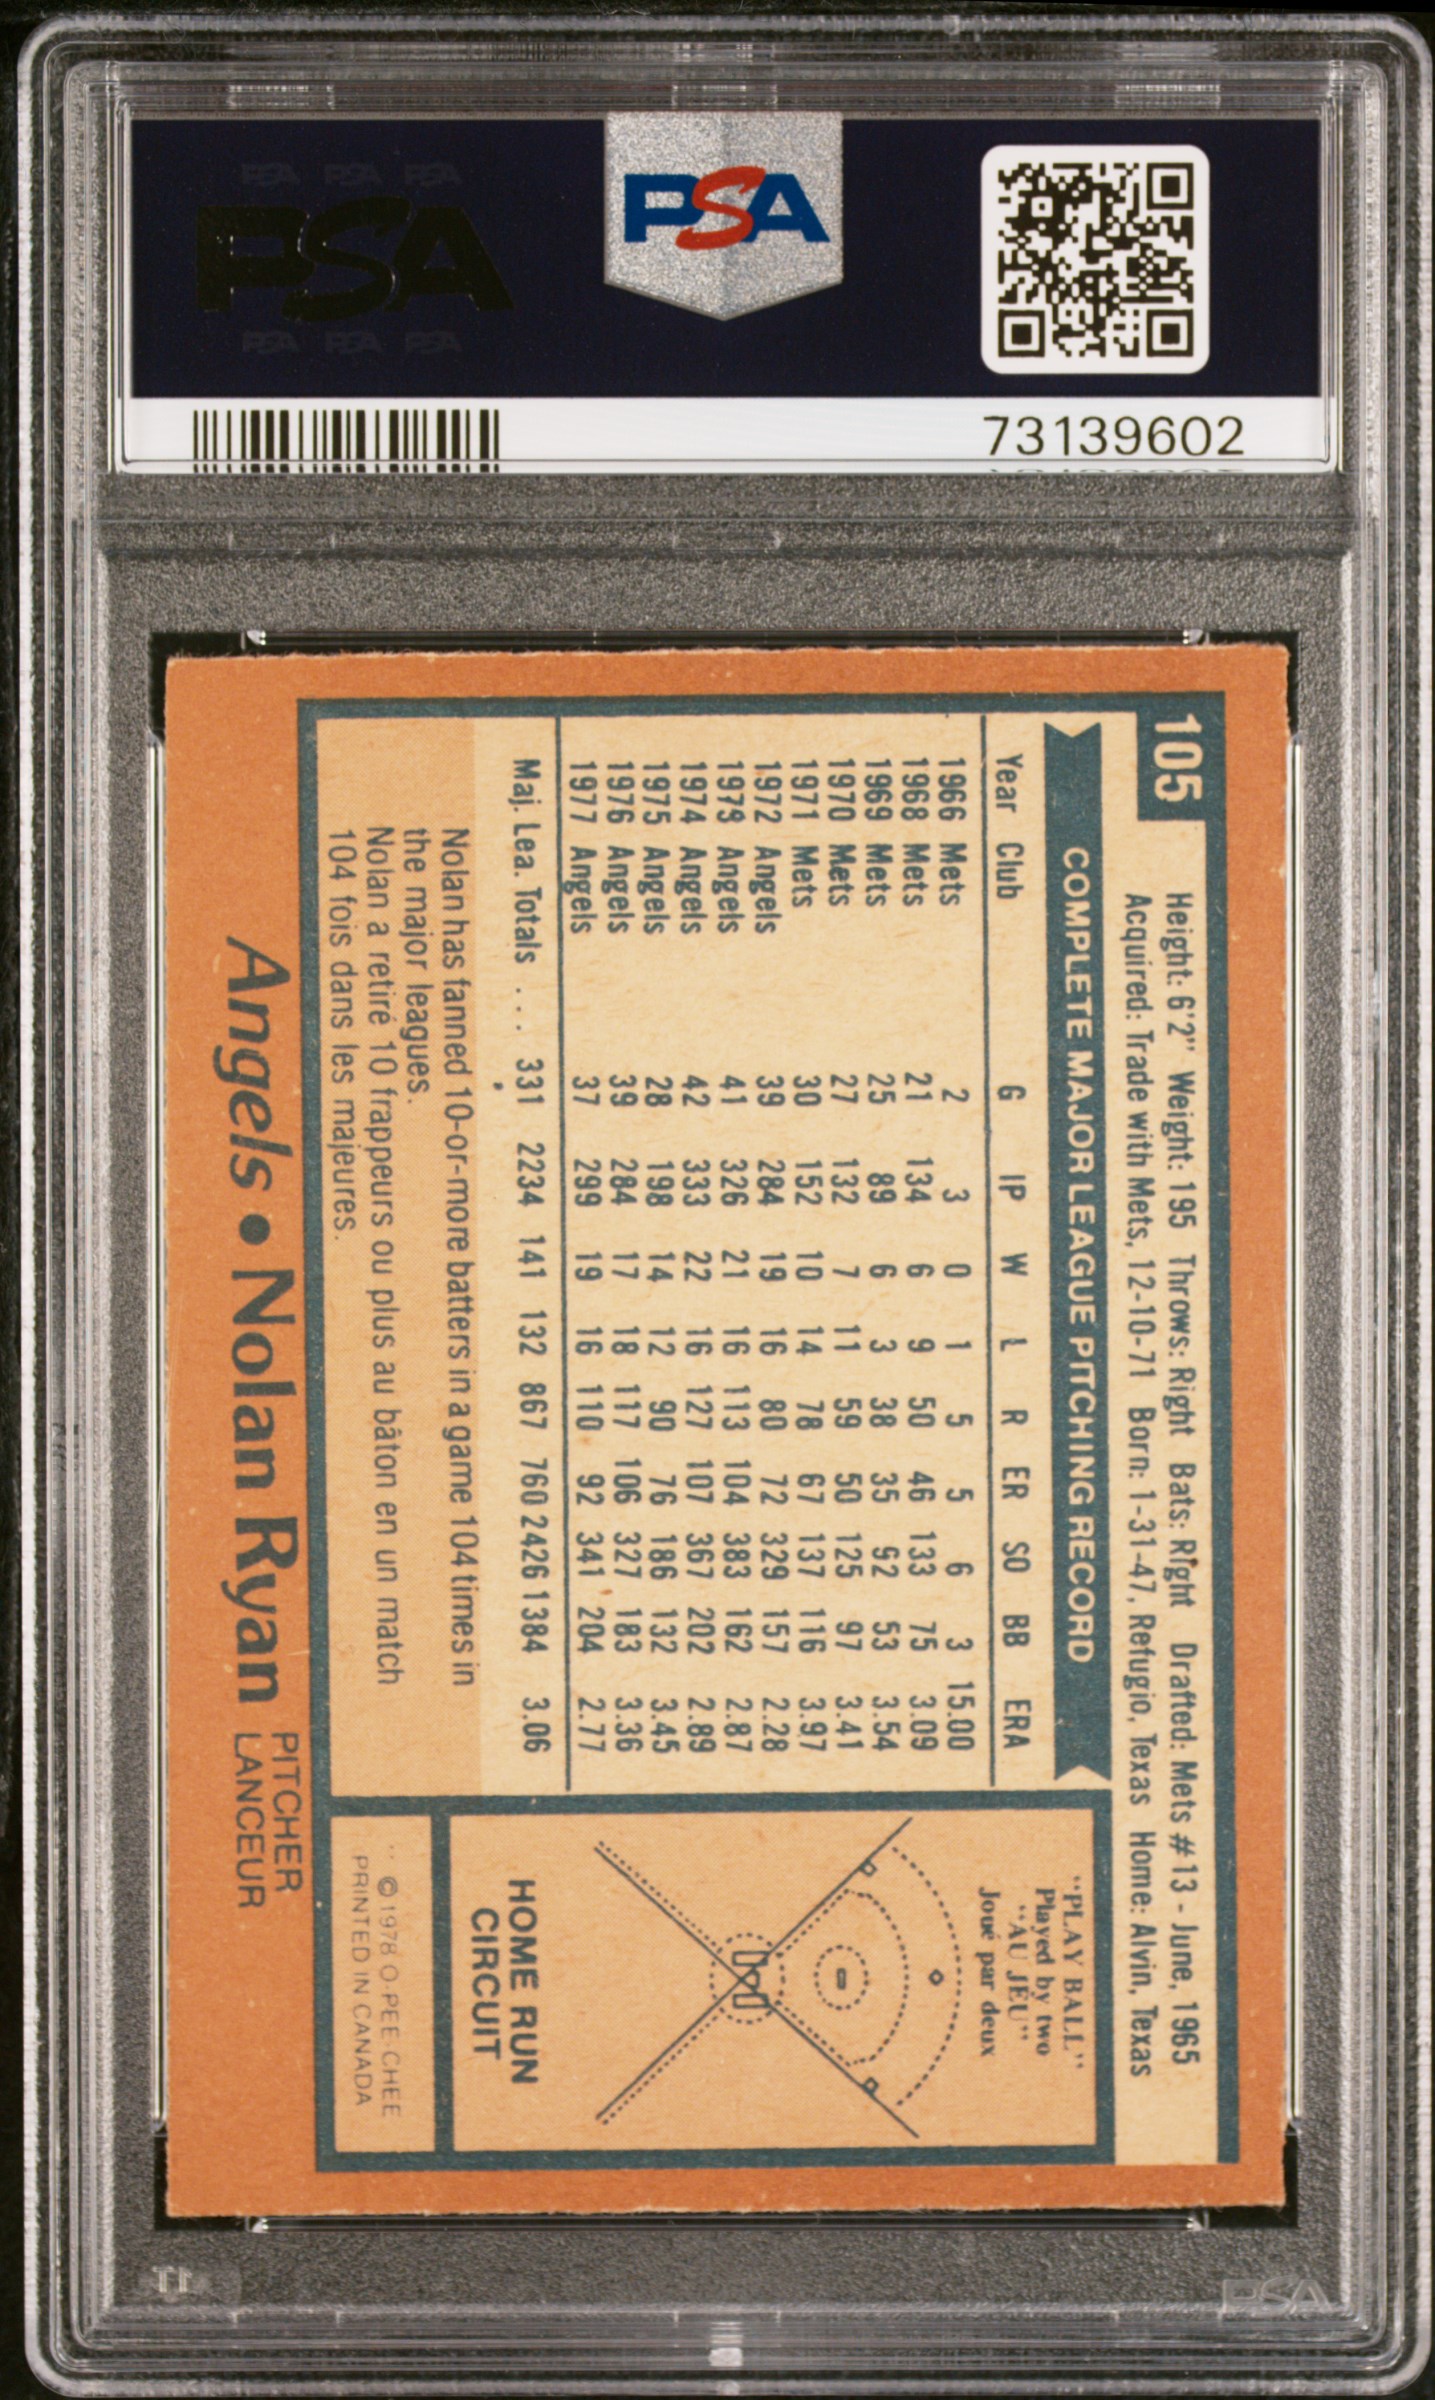 PSA PSA PSA
PSA
PSA PSA PSA
PSA
73139602
105
Height: 6'2" Weight: 195 Throws: Right Bats: Right Drafted: Mets #13 - June, 1965
Acquired: Trade with Mets, 12-10-71 Born: 1-31-47, Refugio, Texas Home: Alvin, Texas
COMPLETE MAJOR LEAGUE PITCHING RECORD
Year Club G IP W L R ER SO BB ERA
1966 Mets 2 3 0 1 5 5 6 3 15.00
1968 Mets 21 134 6 9 50 46 133 75 3.09
1969 Mets 25 89 6 3 38 35 92 53 3.54
1970 Mets 27 132 7 11 59 50 125 97 3.41
1971 Mets 30 152 10 14 78 67 137 116 3.97
1972 Angels 39 284 19 16 80 72 329 157 2.28
1973 Angels 41 326 21 16 113 104 383 162 2.87
1974 Angels 42 333 22 16 127 107 367 202 2.89
1975 Angels 28 198 14 12 90 76 186 132 3.45
1976 Angels 39 284 17 18 117 106 327 183 3.36
1977 Angels 37 299 19 16 110 92 341 204 2.77
Maj. Lea. Totals ... 331 2234 141 132 867 760 2426 1384 3.06
Nolan has fanned 10-or-more batters in a game 104 times in
the major leagues.
Nolan a retiré 10 frappeurs ou plus au bâton en un match
104 fois dans les majeures.
"PLAY BALL"
Played by two
"AU JEU"
Joué par deux
HOME RUN
CIRCUIT
© 1978 O-PEE-CHEE
PRINTED IN CANADA
Angels • Nolan Ryan PITCHER
LANCEUR
PSA